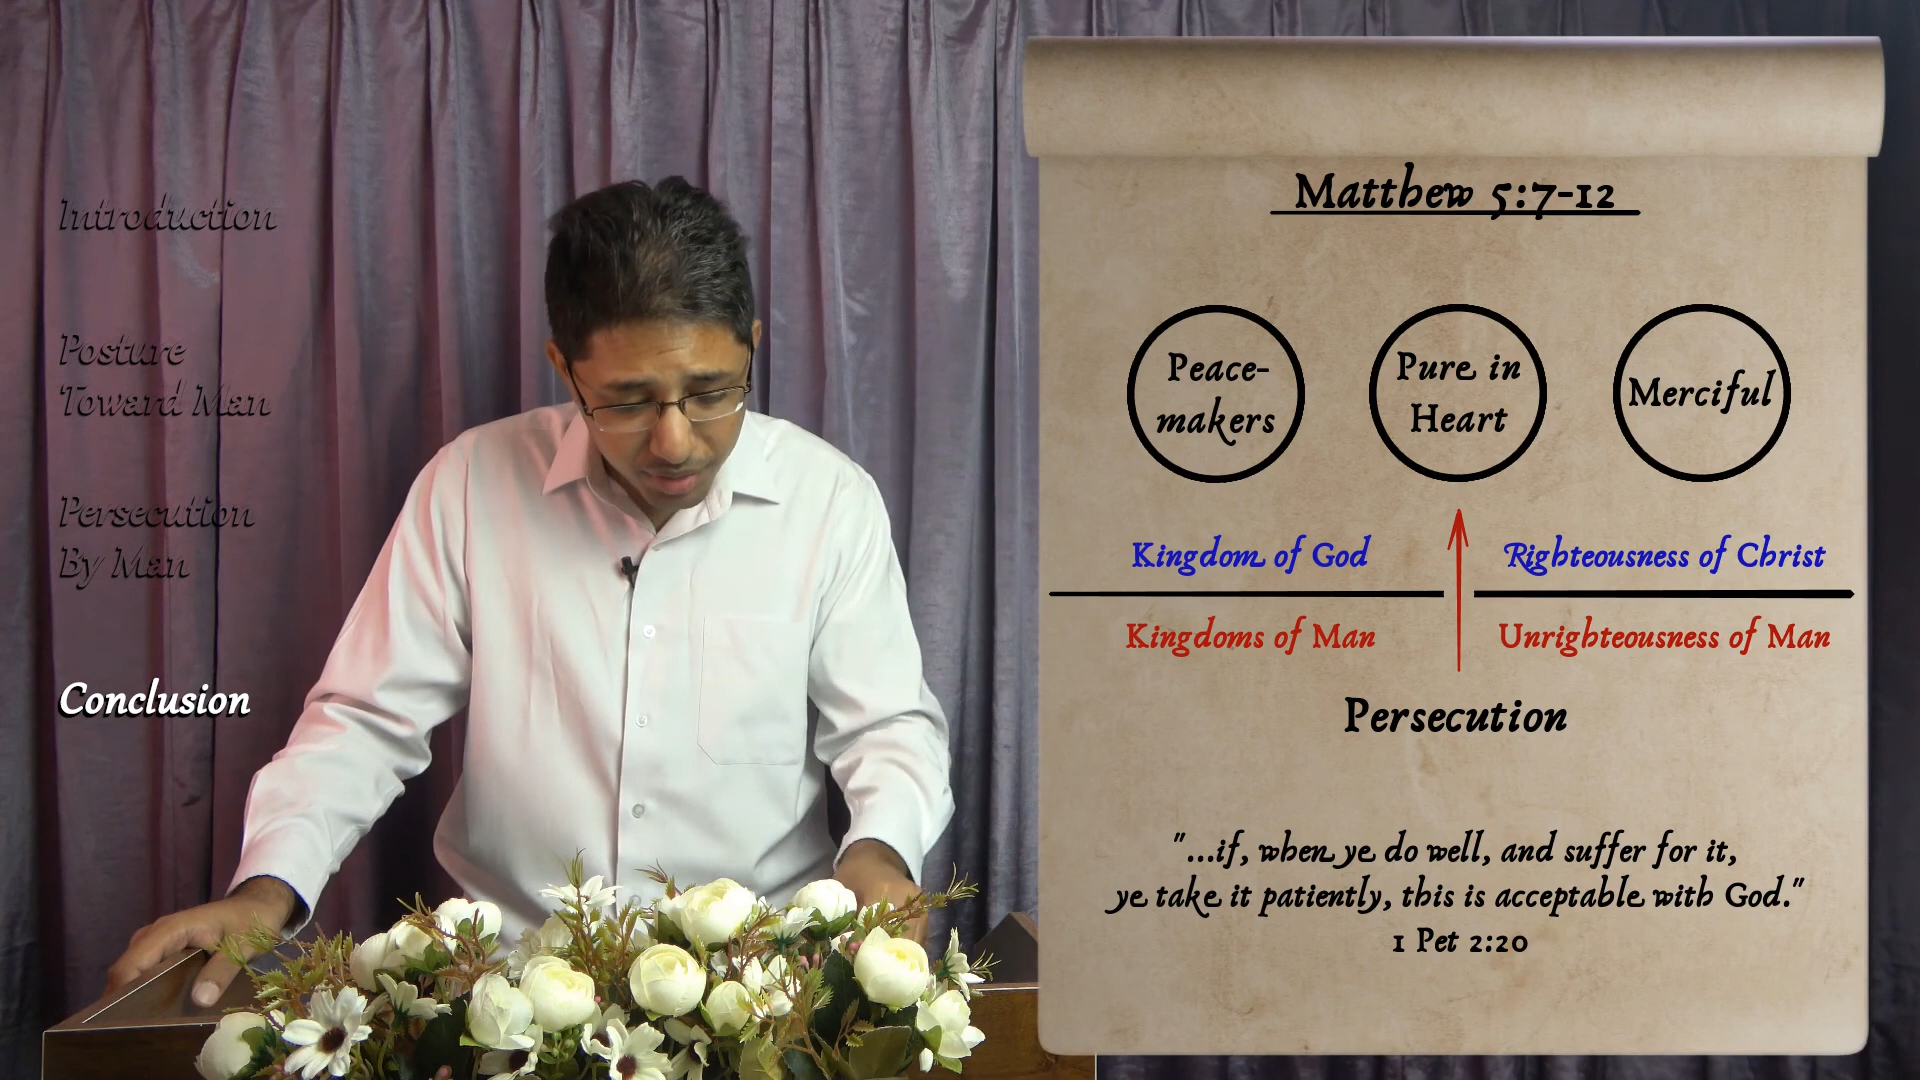 Introduction
Posture
Toward Man
Persecution
By Man
Conclusion
Matthew 5:7-12
Peace-
makers
Pure in
Heart
Merciful
Kingdom of God
Righteousness of Christ
Kingdoms of Man
Unrighteousness of Man
Persecution
"...if, when ye do well, and suffer for it,
ye take it patiently, this is acceptable with God."
1 Pet 2:20